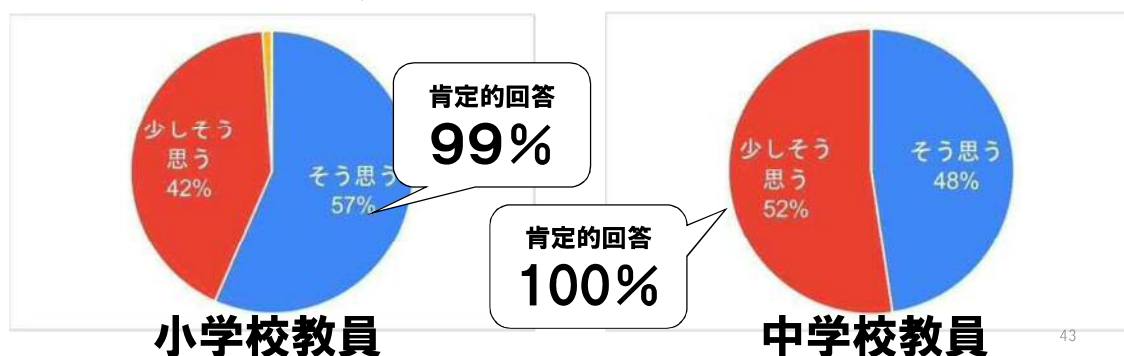 少しそう
思う
42%
そう思う
57%
肯定的回答
99%
小学校教員
少しそう
思う
52%
そう思う
48%
肯定的回答
100%
中学校教員
43